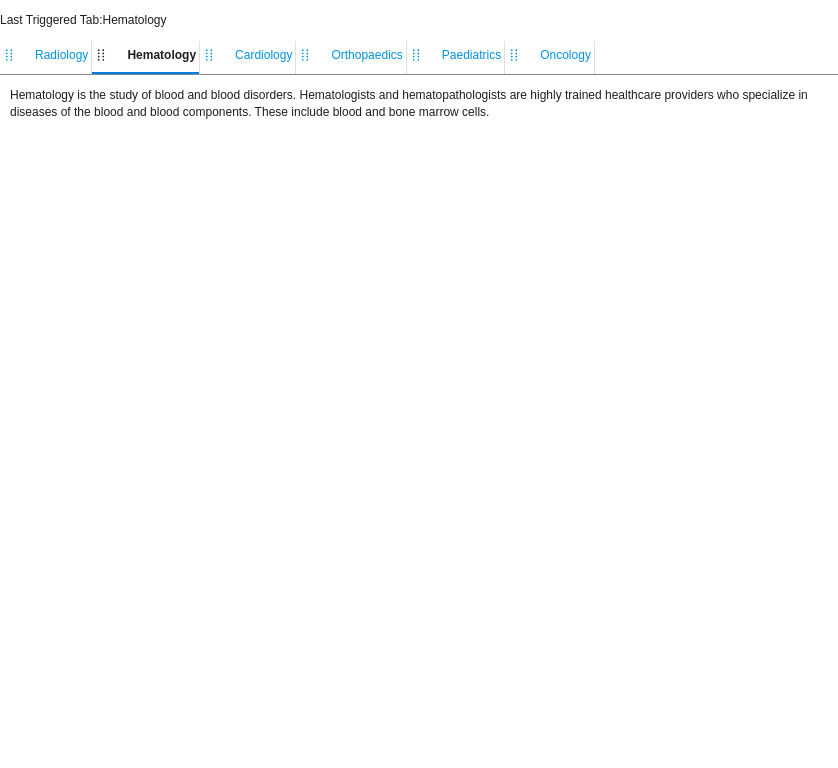 Last Triggered Tab:Hematology
Radiology Hematology Cardiology Orthopaedics Paediatrics Oncology
Hematology is the study of blood and blood disorders. Hematologists and hematopathologists are highly trained healthcare providers who specialize in
diseases of the blood and blood components. These include blood and bone marrow cells.